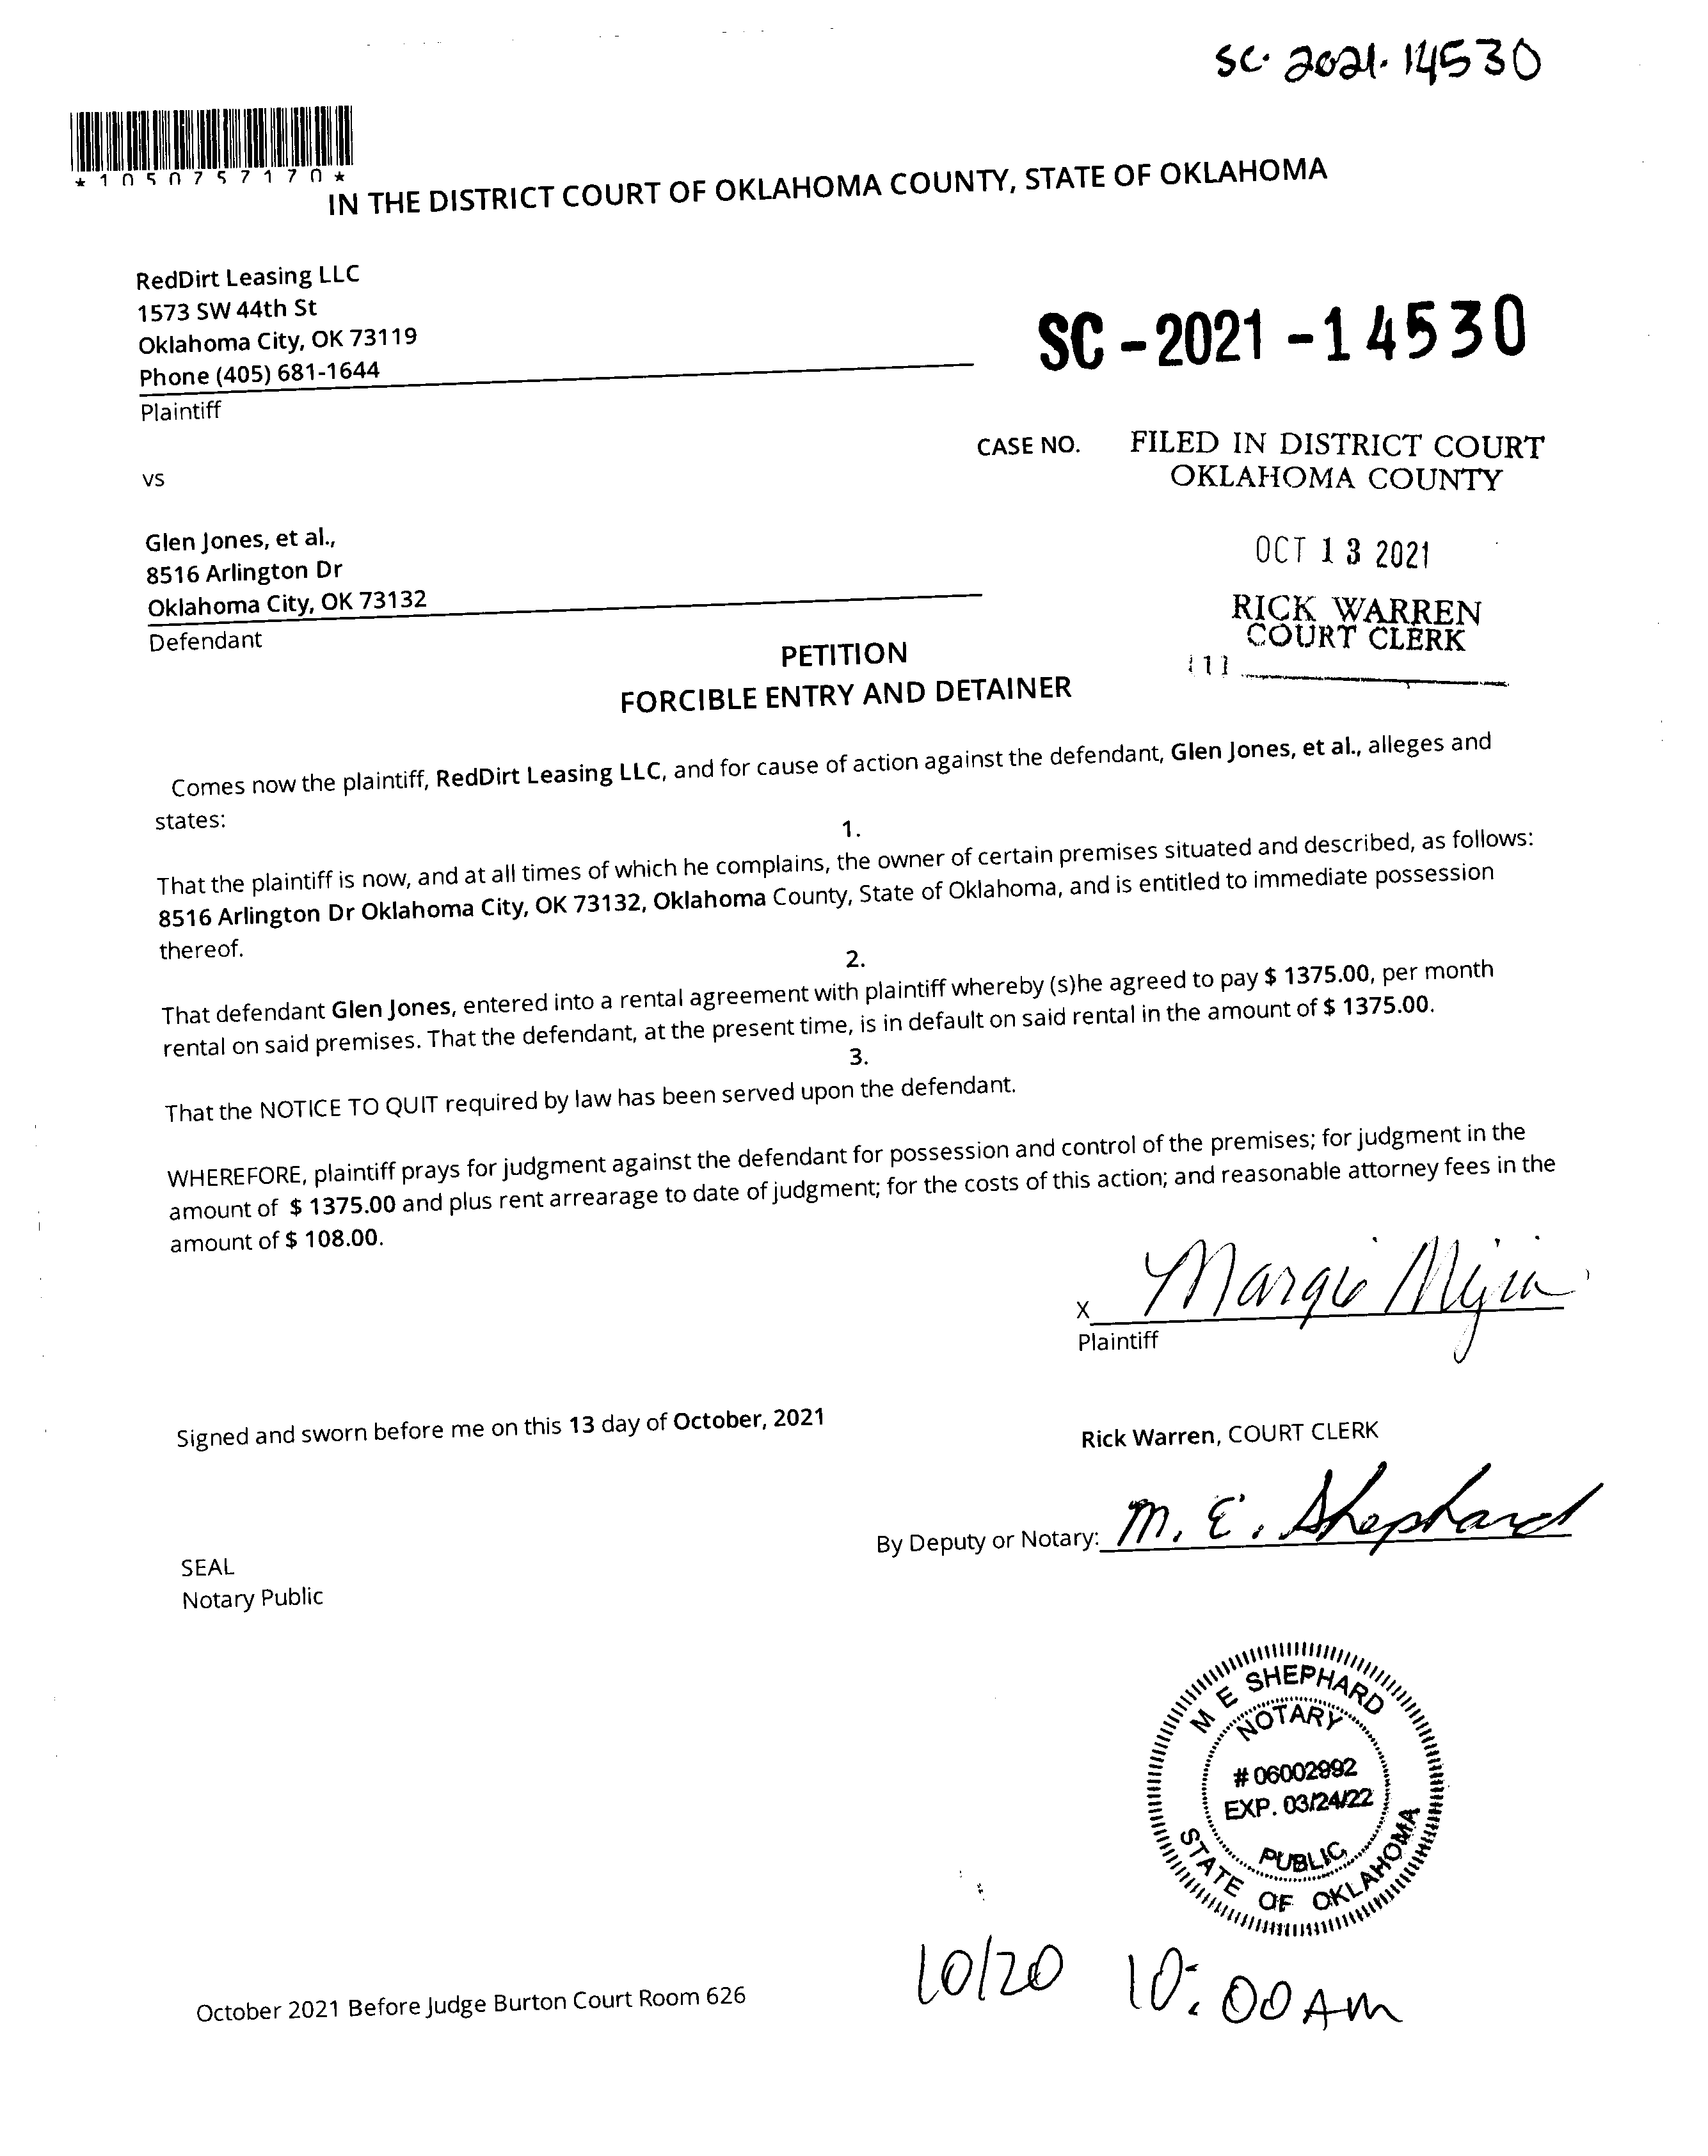 SC. 2021. 14530
*1050757170*
IN THE DISTRICT COURT OF OKLAHOMA COUNTY, STATE OF OKLAHOMA
RedDirt Leasing LLC
1573 SW 44th St
Oklahoma City, OK 73119
Phone (405) 681-1644
Plaintiff
SC-2021-14530
CASE NO.
FILED IN DISTRICT COURT
OKLAHOMA COUNTY
vs
Glen Jones, et al.,
8516 Arlington Dr
Oklahoma City, OK 73132
Defendant
OCT 13 2021
RICK WARREN
COURT CLERK
PETITION
FORCIBLE ENTRY AND DETAINER
Comes now the plaintiff, RedDirt Leasing LLC, and for cause of action against the defendant, Glen Jones, et al., alleges and
states:
1.
That the plaintiff is now, and at all times of which he complains, the owner of certain premises situated and described, as follows:
8516 Arlington Dr Oklahoma City, OK 73132, Oklahoma County, State of Oklahoma, and is entitled to immediate possession
thereof.
2.
That defendant Glen Jones, entered into a rental agreement with plaintiff whereby (s)he agreed to pay $ 1375.00, per month
rental on said premises. That the defendant, at the present time, is in default on said rental in the amount of $ 1375.00.
3.
That the NOTICE TO QUIT required by law has been served upon the defendant.
WHEREFORE, plaintiff prays for judgment against the defendant for possession and control of the premises; for judgment in the
amount of $ 1375.00 and plus rent arrearage to date of judgment; for the costs of this action; and reasonable attorney fees in the
amount of $ 108.00.
X Margie Mejia
Plaintiff
Signed and sworn before me on this 13 day of October, 2021
Rick Warren, COURT CLERK
By Deputy or Notary: M. E. Shephard
SEAL
Notary Public
M E SHEPHARD
NOTARY
# 06002992
EXP. 03/24/22
PUBLIC
STATE OF OKLAHOMA
October 2021 Before Judge Burton Court Room 626
10/20 10:00 AM